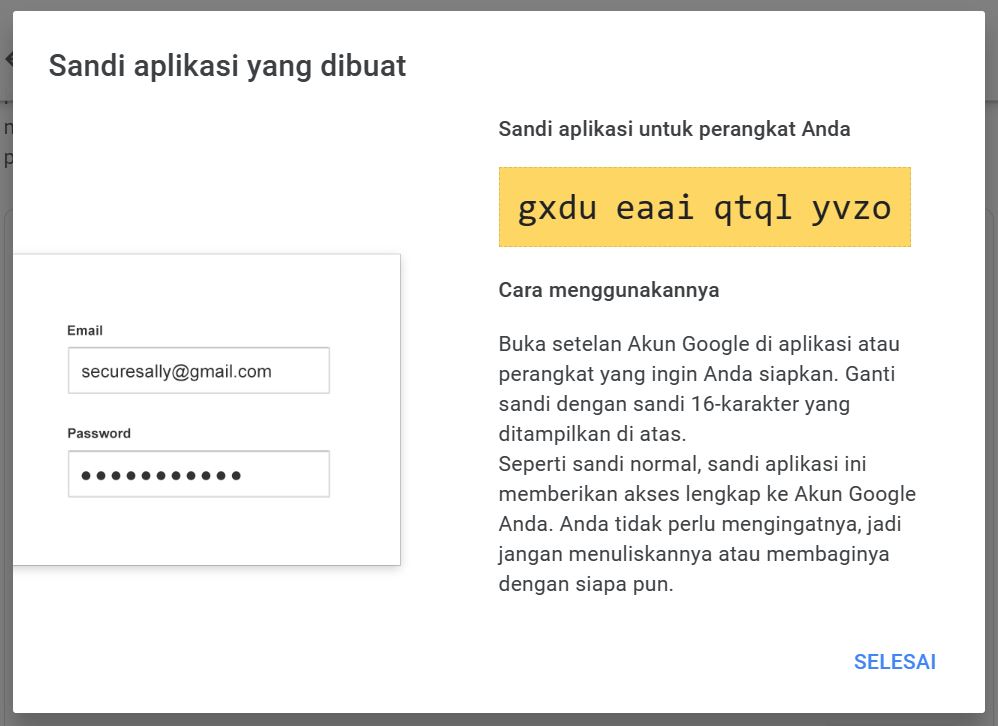 Sandi aplikasi yang dibuat
Sandi aplikasi untuk perangkat Anda
gxdu eaai qtql yvzo
Email
securesally@gmail.com
Password
Cara menggunakannya
Buka setelan Akun Google di aplikasi atau
perangkat yang ingin Anda siapkan. Ganti
sandi dengan sandi 16-karakter yang
ditampilkan di atas.
Seperti sandi normal, sandi aplikasi ini
memberikan akses lengkap ke Akun Google
Anda. Anda tidak perlu mengingatnya, jadi
jangan menuliskannya atau membaginya
dengan siapa pun.
SELESAI